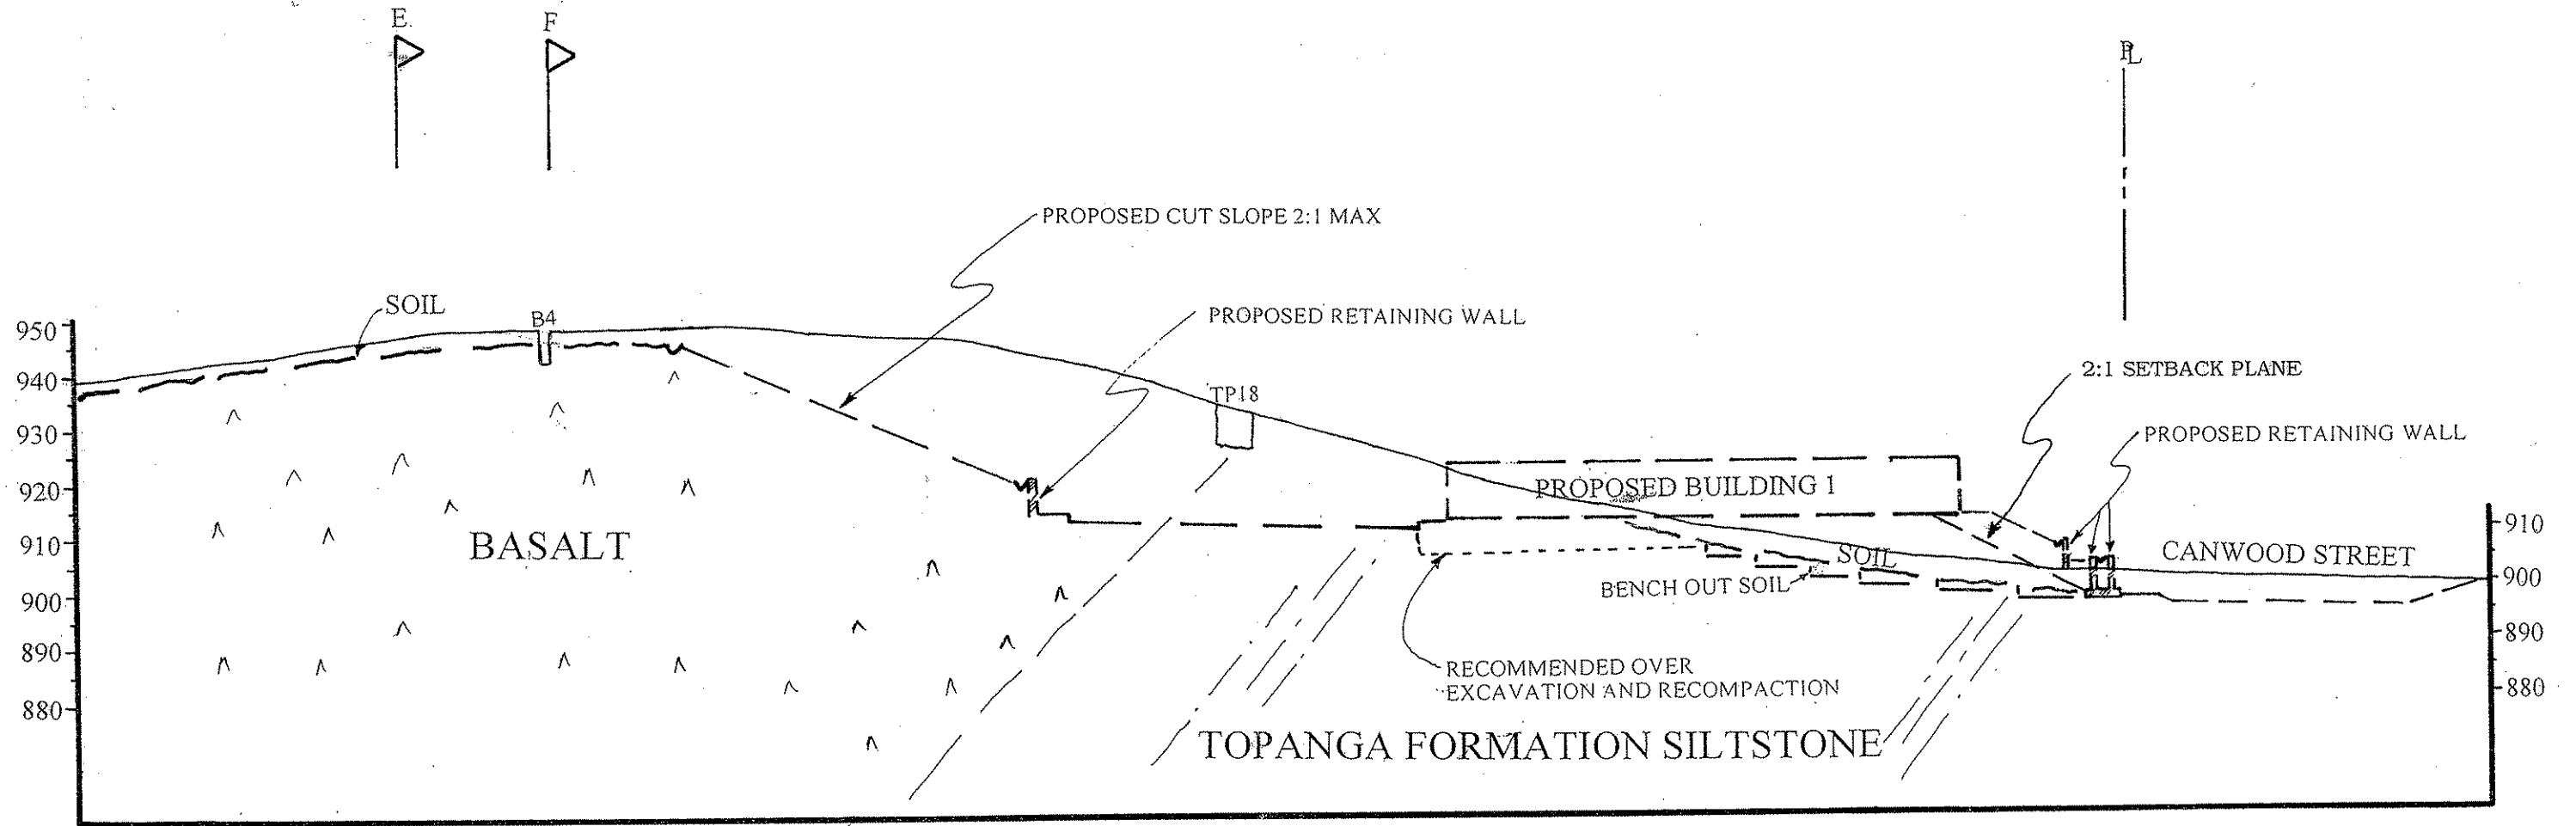 E
F
PL
PROPOSED CUT SLOPE 2:1 MAX
SOIL
B4
PROPOSED RETAINING WALL
950
940
930
920
910
900
890
880
TP18
2:1 SETBACK PLANE
PROPOSED RETAINING WALL
PROPOSED BUILDING 1
BASALT
SOIL
CANWOOD STREET
BENCH OUT SOIL
RECOMMENDED OVER
EXCAVATION AND RECOMPACTION
TOPANGA FORMATION SILTSTONE
910
900
890
880